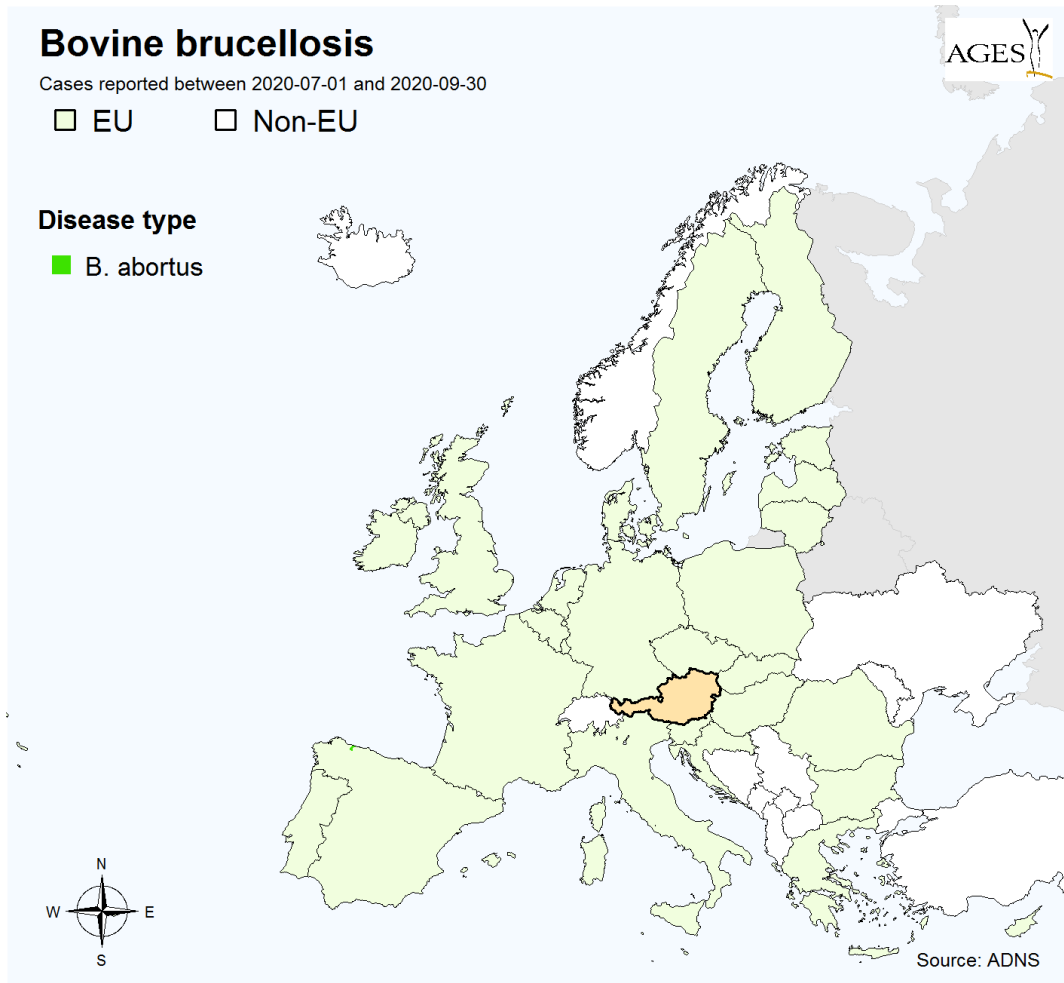 Bovine brucellosis
Cases reported between 2020-07-01 and 2020-09-30
EU Non-EU
AGES
Disease type
B. abortus
N
W E
S
Source: ADNS